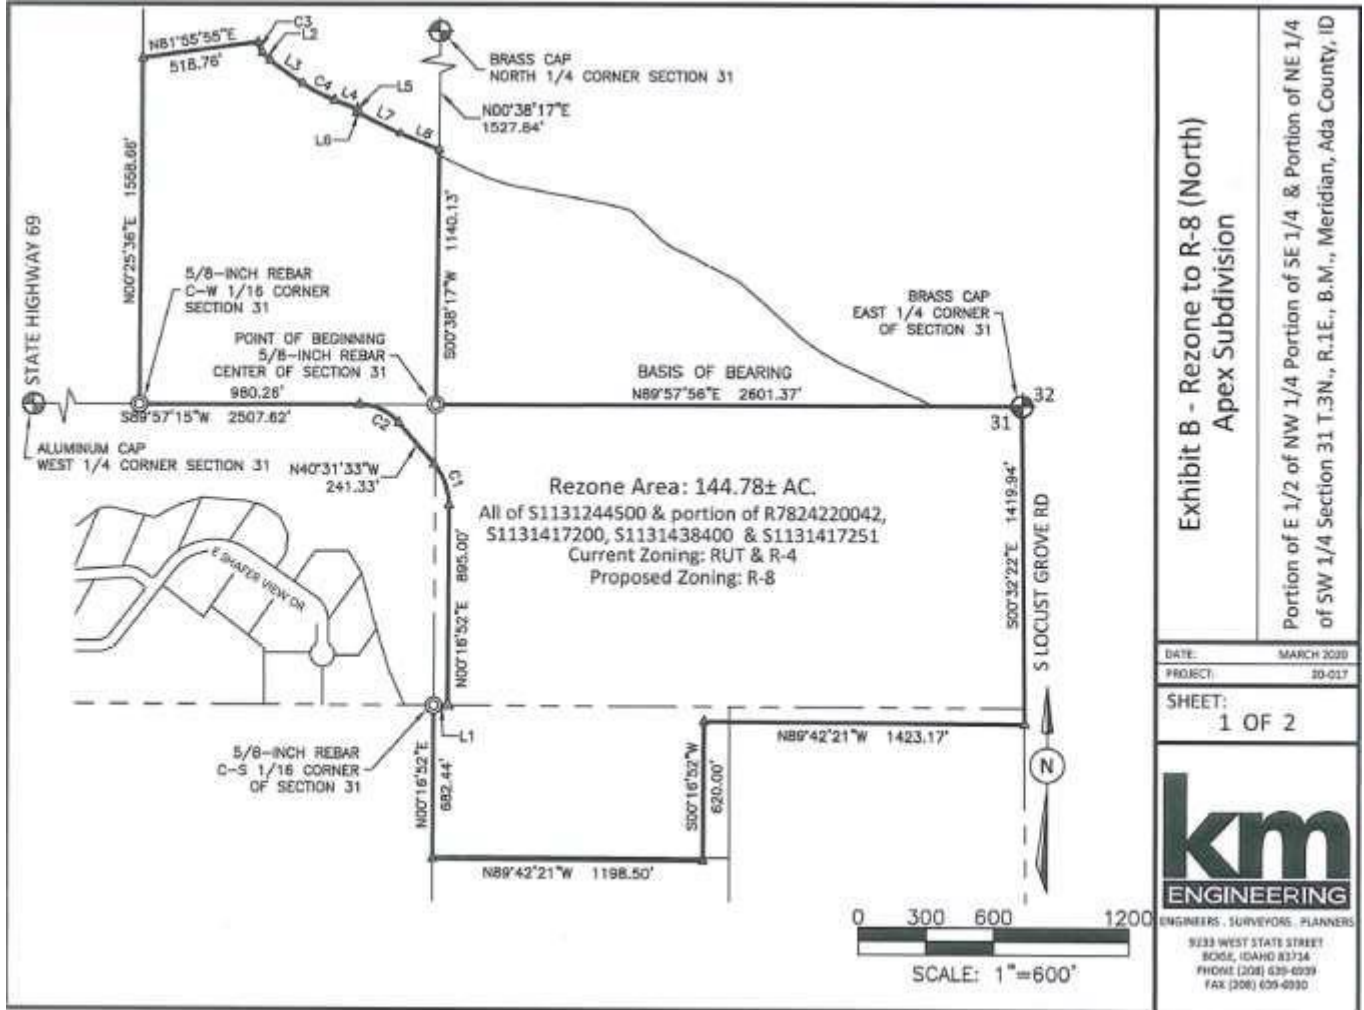 C3
L2
N81°55'55"E
518.76'
L3
C4
L4
L5
L6
L7
L8
BRASS CAP
NORTH 1/4 CORNER SECTION 31
N00°38'17"E
1527.84'
N00°25'36"E 1558.66'
S00°38'17"W 1140.13'
STATE HIGHWAY 69
5/8-INCH REBAR
C-W 1/16 CORNER
SECTION 31
POINT OF BEGINNING
5/8-INCH REBAR
CENTER OF SECTION 31
980.26'
S89°57'15"W 2507.62'
BRASS CAP
EAST 1/4 CORNER
OF SECTION 31
BASIS OF BEARING
N89°57'56"E 2601.37'
32
31
ALUMINUM CAP
WEST 1/4 CORNER SECTION 31
C2
N40°31'33"W
241.33'
C1
Rezone Area: 144.78± AC.
All of S1131244500 & portion of R7824220042,
S1131417200, S1131438400 & S1131417251
Current Zoning: RUT & R-4
Proposed Zoning: R-8
E SHAFER VIEW DR
N00°16'52"E 895.00'
S00°32'22"E 1419.94'
S LOCUST GROVE RD
L1
5/8-INCH REBAR
C-S 1/16 CORNER
OF SECTION 31
N00°16'52"E
682.44'
S00°16'52"W
620.00'
N89°42'21"W 1423.17'
N89°42'21"W 1198.50'
N
0 300 600 1200
SCALE: 1"=600'
Exhibit B - Rezone to R-8 (North)
Apex Subdivision
Portion of E 1/2 of NW 1/4 Portion of SE 1/4 & Portion of NE 1/4
of SW 1/4 Section 31 T.3N., R.1E., B.M., Meridian, Ada County, ID
DATE: MARCH 2020
PROJECT: 20-017
SHEET:
1 OF 2
km
ENGINEERING
ENGINEERS . SURVEYORS . PLANNERS
9233 WEST STATE STREET
BOISE, IDAHO 83714
PHONE (208) 639-6939
FAX (208) 639-6930